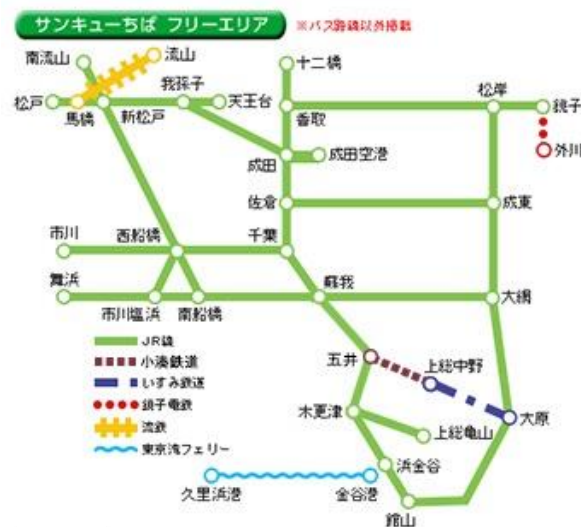 サンキューちば フリーエリア
※バス路線以外掲載
南流山
流山
十二橋
松戸
馬橋
新松戸
我孫子
天王台
香取
松岸
銚子
外川
成田
成田空港
佐倉
成東
市川
西船橋
千葉
舞浜
市川塩浜
南船橋
蘇我
大網
JR線
小湊鉄道
いすみ鉄道
銚子電鉄
流鉄
東京湾フェリー
五井
上総中野
木更津
上総亀山
大原
浜金谷
久里浜港
金谷港
館山